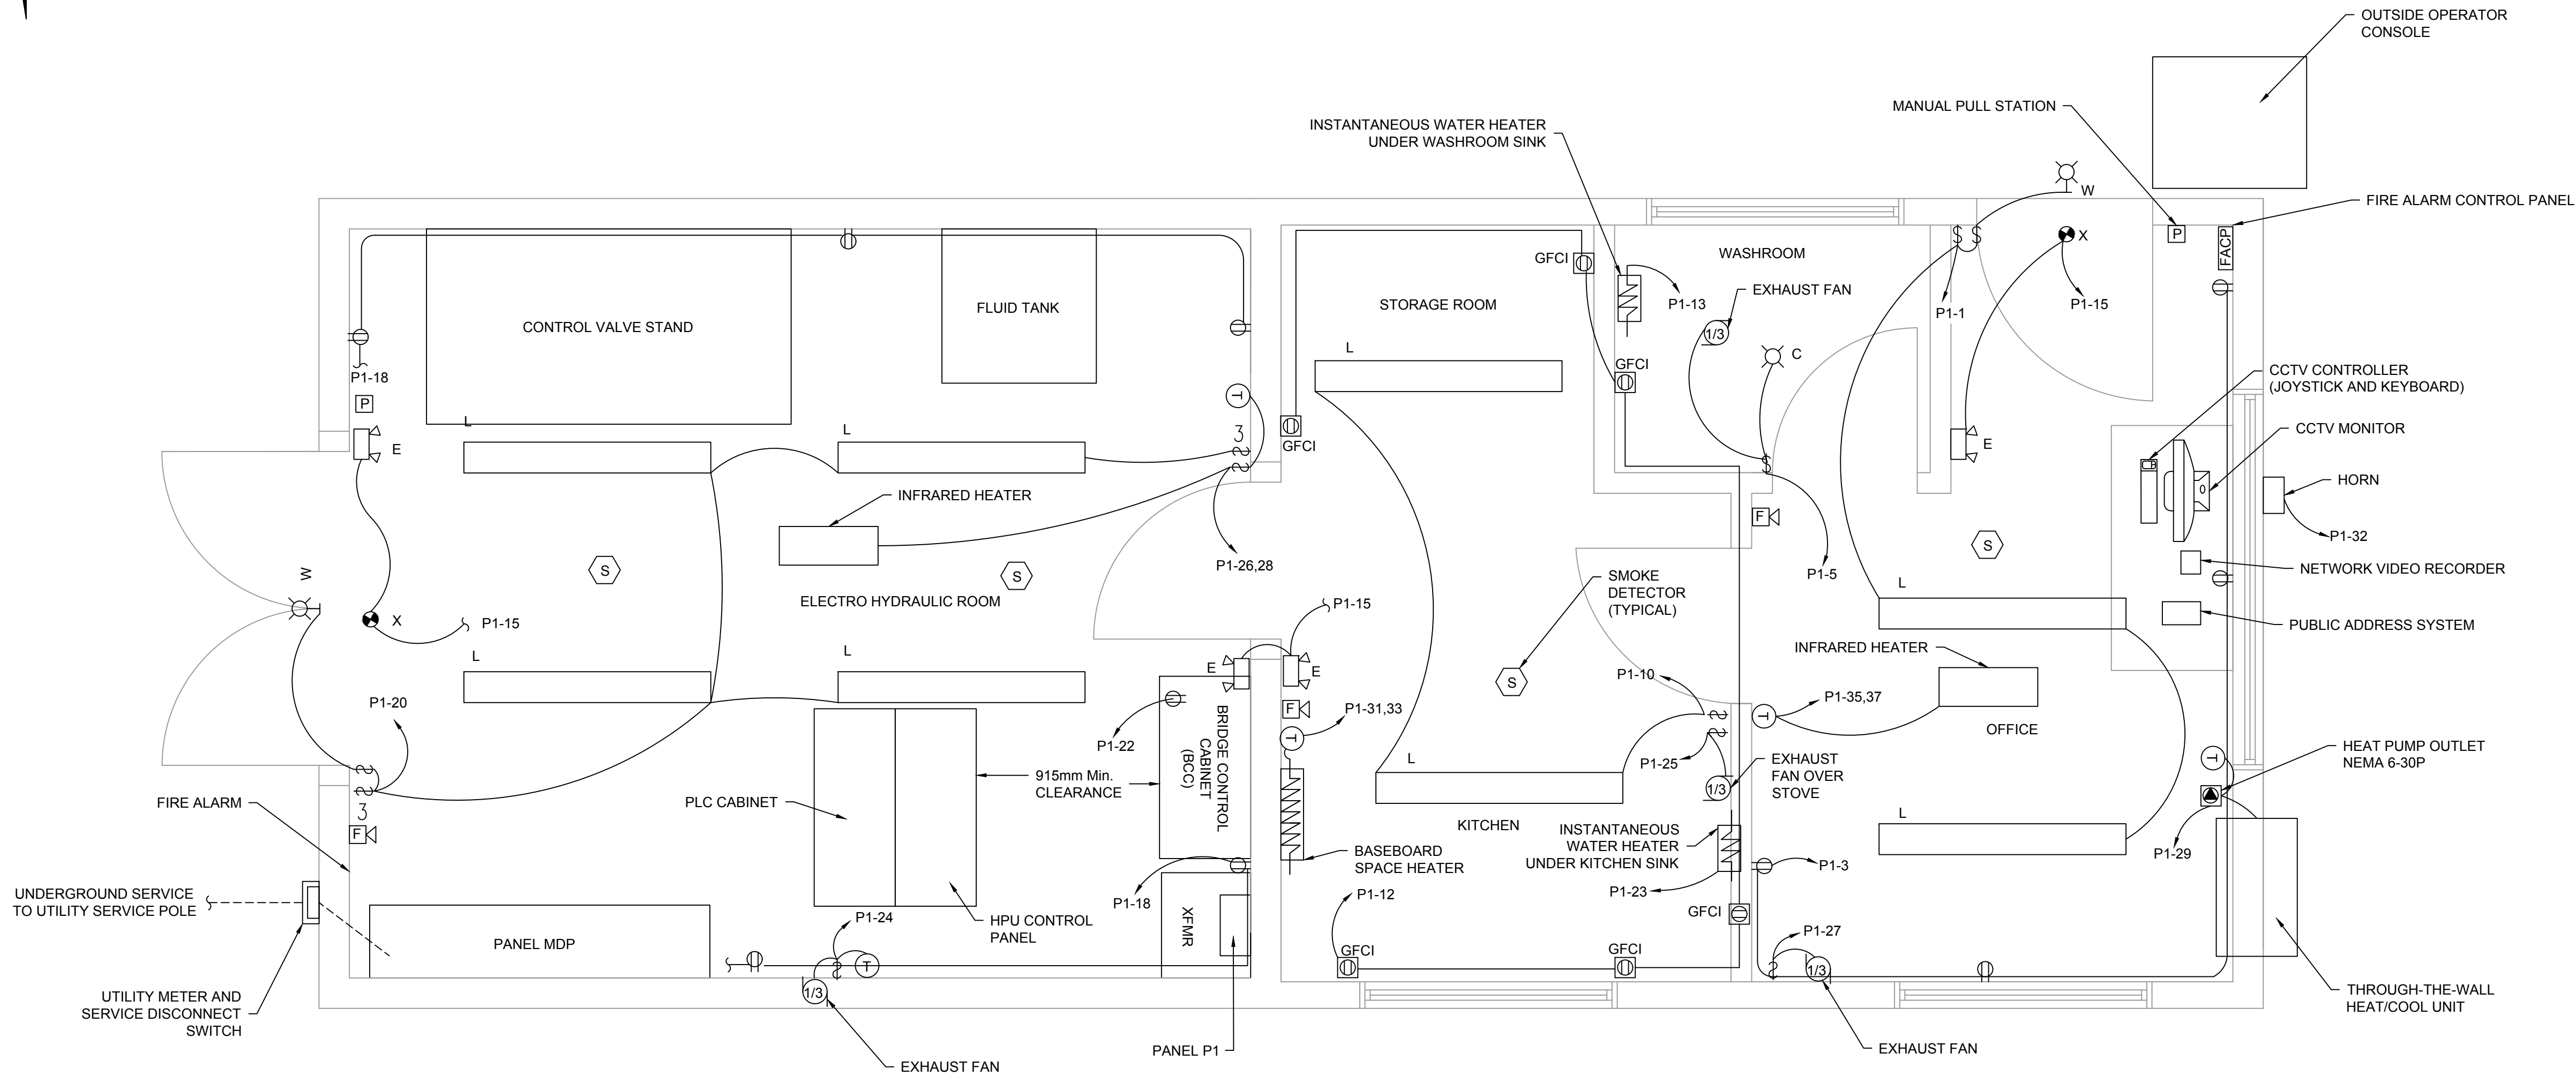 OUTSIDE OPERATOR
CONSOLE
MANUAL PULL STATION
INSTANTANEOUS WATER HEATER
UNDER WASHROOM SINK
W
FIRE ALARM CONTROL PANEL
P
FACP
X
GFCI
WASHROOM
CONTROL VALVE STAND
FLUID TANK
STORAGE ROOM
P1-13
EXHAUST FAN
P1-1
P1-15
1/3
L
C
GFCI
P1-18
P
T
CCTV CONTROLLER
(JOYSTICK AND KEYBOARD)
L
L
3
GFCI
CCTV MONITOR
E
E
INFRARED HEATER
HORN
F
P1-32
S
S
S
P1-26,28
P1-5
SMOKE
DETECTOR
(TYPICAL)
NETWORK VIDEO RECORDER
W
ELECTRO HYDRAULIC ROOM
L
P1-15
X
P1-15
PUBLIC ADDRESS SYSTEM
L
L
E
E
INFRARED HEATER
P1-10
S
P1-20
P1-22
BRIDGE CONTROL
CABINET
(BCC)
F
P1-31,33
T
T
P1-35,37
OFFICE
P1-25
L
EXHAUST
FAN OVER
STOVE
1/3
T
HEAT PUMP OUTLET
NEMA 6-30P
915mm Min.
CLEARANCE
FIRE ALARM
3
F
PLC CABINET
KITCHEN
L
INSTANTANEOUS
WATER HEATER
UNDER KITCHEN SINK
BASEBOARD
SPACE HEATER
P1-29
P1-3
P1-23
P1-12
P1-18
UNDERGROUND SERVICE
TO UTILITY SERVICE POLE
PANEL MDP
P1-24
HPU CONTROL
PANEL
XFMR
GFCI
GFCI
GFCI
P1-27
T
1/3
1/3
UTILITY METER AND
SERVICE DISCONNECT
SWITCH
THROUGH-THE-WALL
HEAT/COOL UNIT
EXHAUST FAN
PANEL P1
EXHAUST FAN